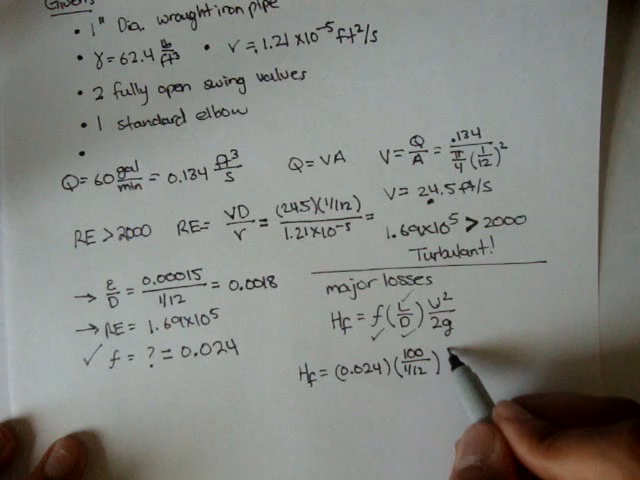 Givens
• 1" Dia. wrought iron pipe
• γ = 62.4 lb/ft³ • ν = 1.21 x10⁻⁵ ft²/s
• 2 fully open swing valves
• 1 standard elbow
•
Q = 60 gal/min = 0.134 ft³/s
Q = VA V = Q/A = .134 / (π/4 (1/12)²)
V = 24.5 ft/s
RE > 2000 RE = VD/ν = (24.5)(1/12) / 1.21x10⁻⁵ =
1.69x10⁵ > 2000
Turbulant!
→ ε/D = 0.00015 / 1/12 = 0.0018
→ RE = 1.69x10⁵
✓ f = ? = 0.024
major losses
Hf = f (L/D) v²/2g
Hf = (0.024) (100 / 1/12)